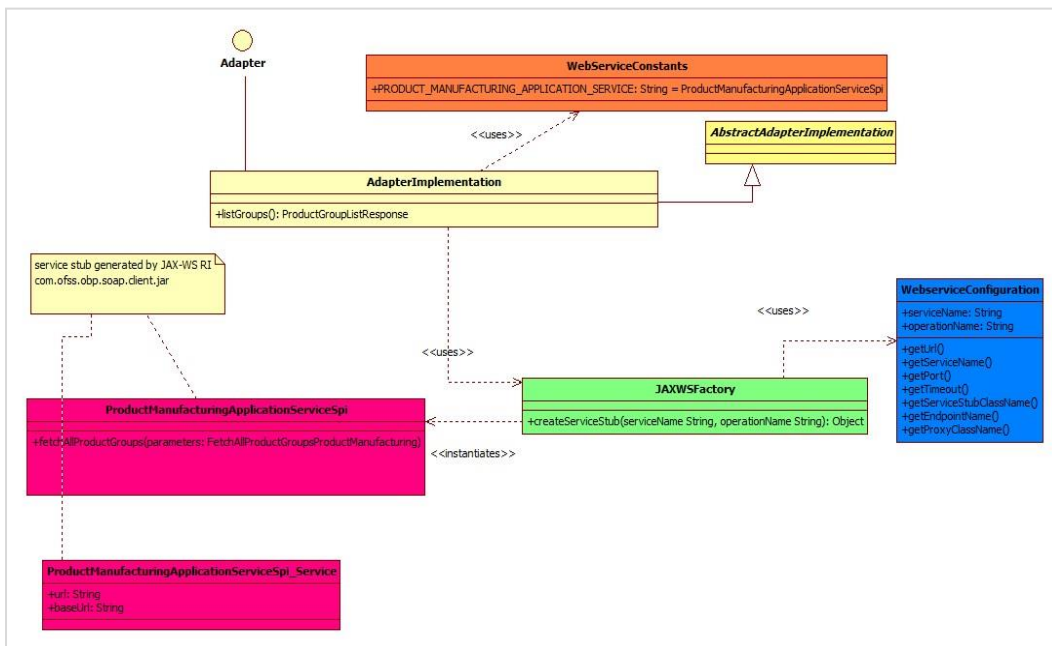 Adapter
WebServiceConstants
+PRODUCT_MANUFACTURING_APPLICATION_SERVICE: String = ProductManufacturingApplicationServiceSpi
<<uses>>
AbstractAdapterImplementation
AdapterImplementation
+listGroups(): ProductGroupListResponse
service stub generated by JAX-WS RI
com.ofss.obp.soap.client.jar
WebserviceConfiguration
+serviceName: String
+operationName: String
+getUrl()
+getServiceName()
+getPort()
+getTimeout()
+getServiceStubClassName()
+getEndpointName()
+getProxyClassName()
<<uses>>
<<uses>>
JAXWSFactory
+createServiceStub(serviceName String, operationName String): Object
ProductManufacturingApplicationServiceSpi
+fetchAllProductGroups(parameters: FetchAllProductGroupsProductManufacturing)
<<instantiates>>
ProductManufacturingApplicationServiceSpi_Service
+url: String
+baseUrl: String